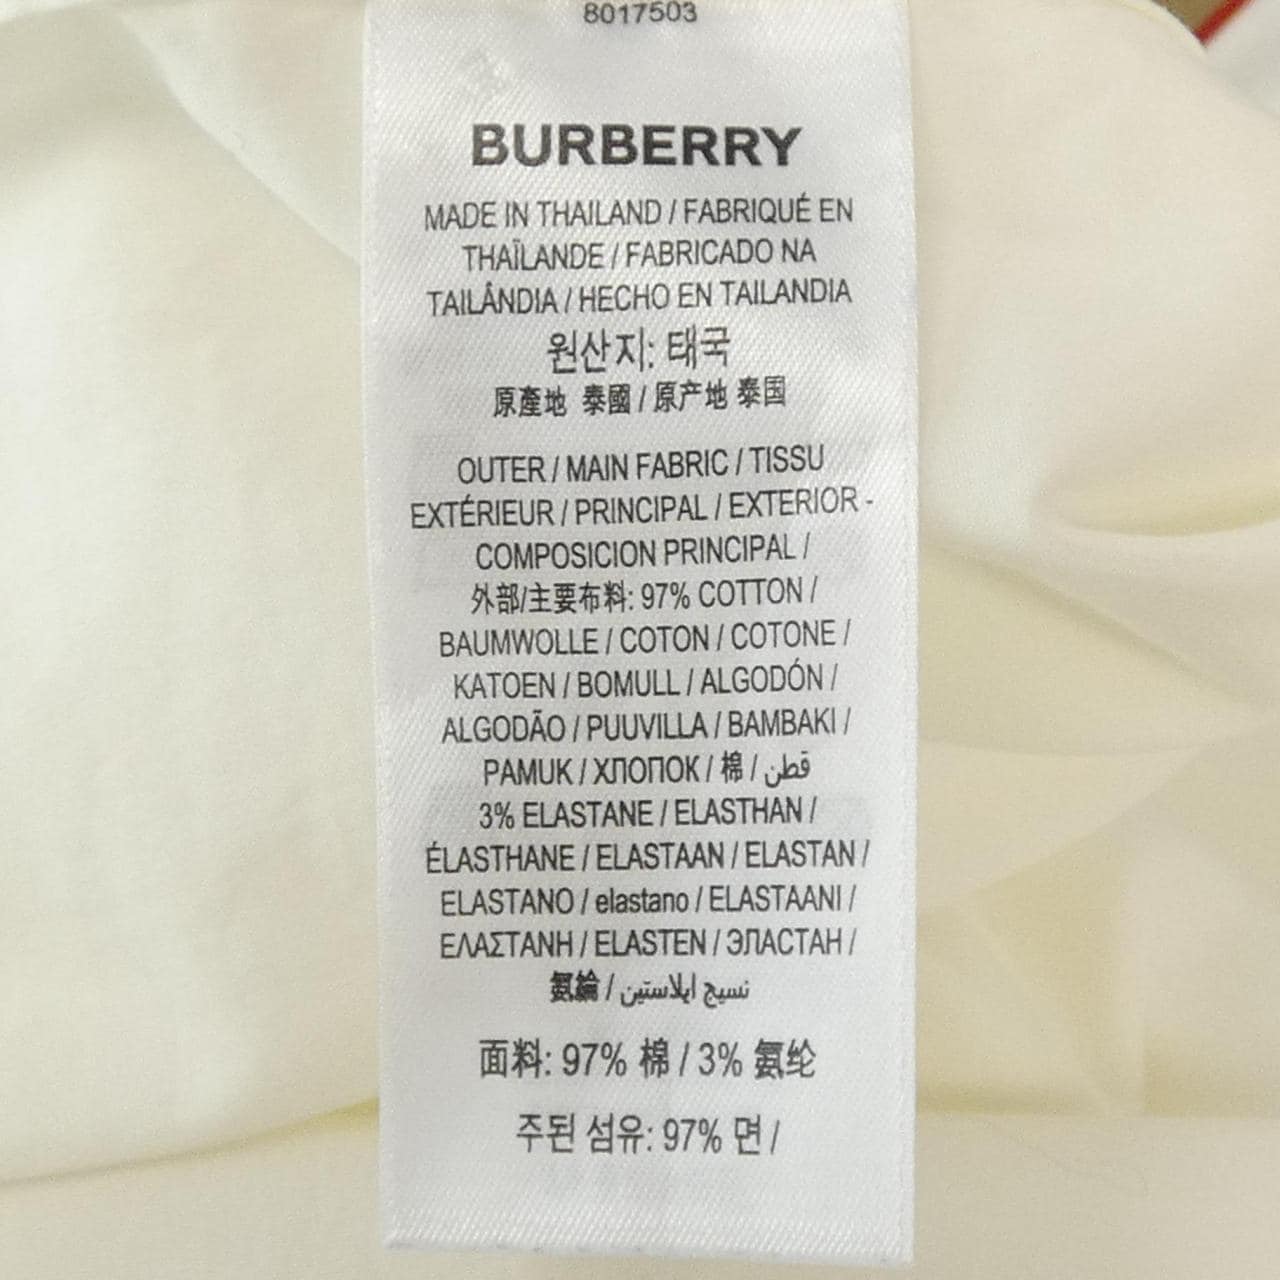 8017503
BURBERRY
MADE IN THAILAND / FABRIQUÉ EN
THAÏLANDE / FABRICADO NA
TAILÂNDIA / HECHO EN TAILANDIA
원산지: 태국
原產地 泰國 / 原产地 泰国
OUTER / MAIN FABRIC / TISSU
EXTÉRIEUR / PRINCIPAL / EXTERIOR -
COMPOSICION PRINCIPAL /
外部/主要布料: 97% COTTON /
BAUMWOLLE / COTON / COTONE /
KATOEN / BOMULL / ALGODÓN /
ALGODÃO / PUUVILLA / BAMBAKI /
PAMUK / ХЛОПОК / 棉 / قطن
3% ELASTANE / ELASTHAN /
ÉLASTHANE / ELASTAAN / ELASTAN /
ELASTANO / elastano / ELASTAANI /
ΕΛΑΣΤΑΝΗ / ELASTEN / ЭЛАСТАН /
氨綸 / نسيج ايلاستين
面料: 97% 棉 / 3% 氨纶
주된 섬유: 97% 면 /